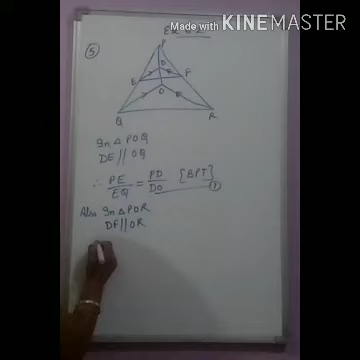 Made with KINEMASTER
5
P
D
E F
O
Q R
In △ POQ
DE // OQ
∴ PE/EQ = PD/DO [BPT] 1
Also In △ POR
DF // OR